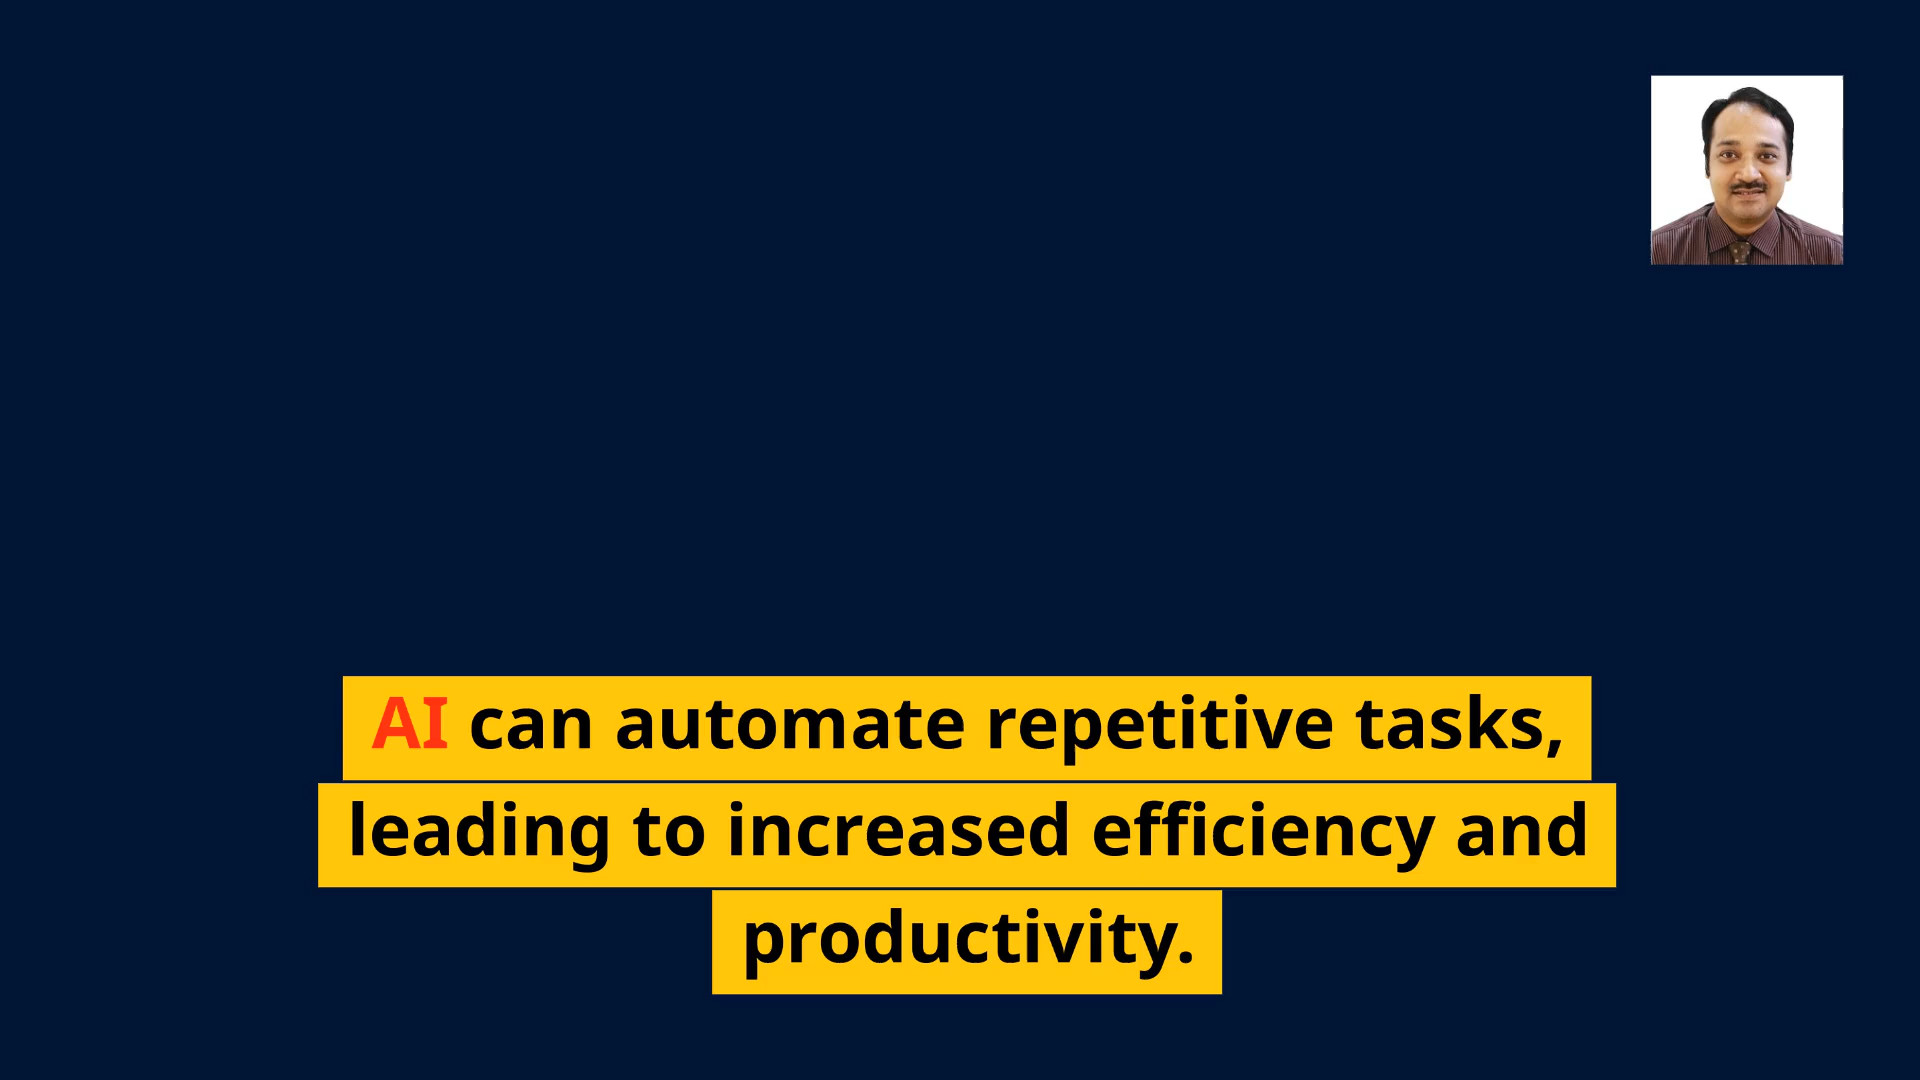 AI can automate repetitive tasks,
leading to increased efficiency and
productivity.